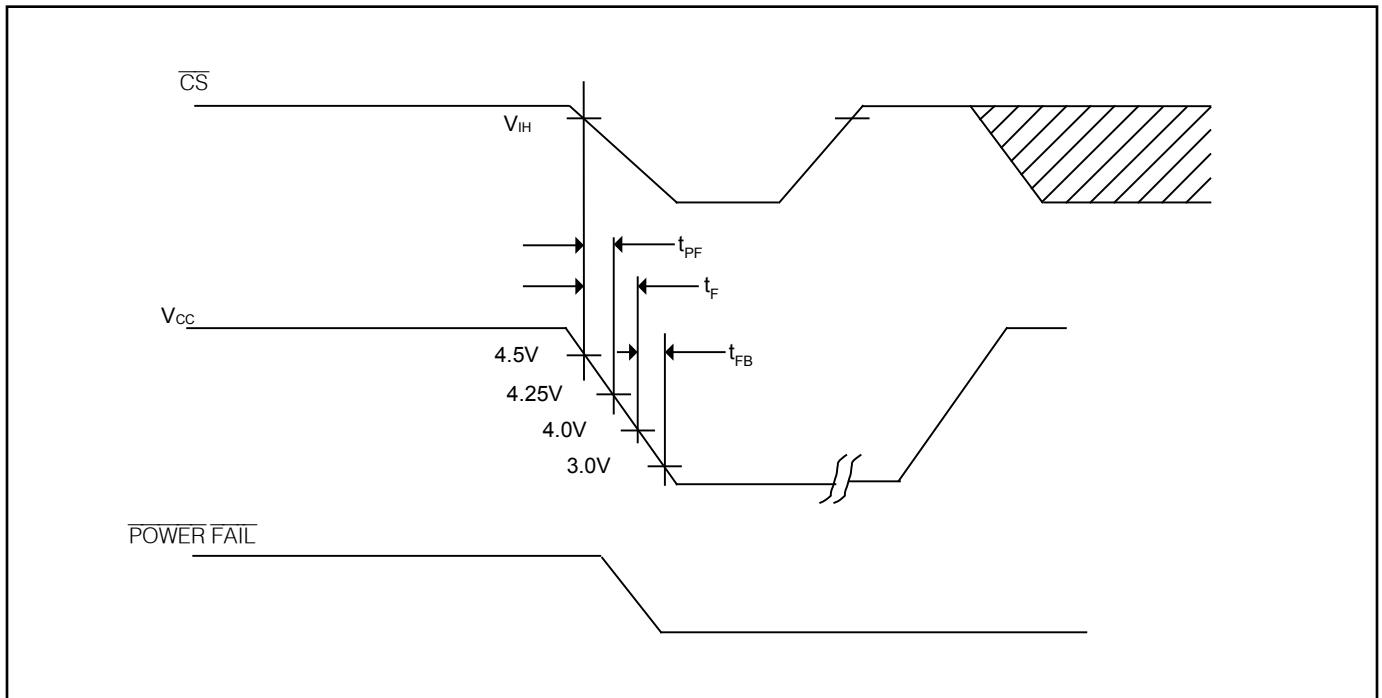 CS
VIH
tPF
tF
VCC
4.5V
tFB
4.25V
4.0V
3.0V
POWER FAIL